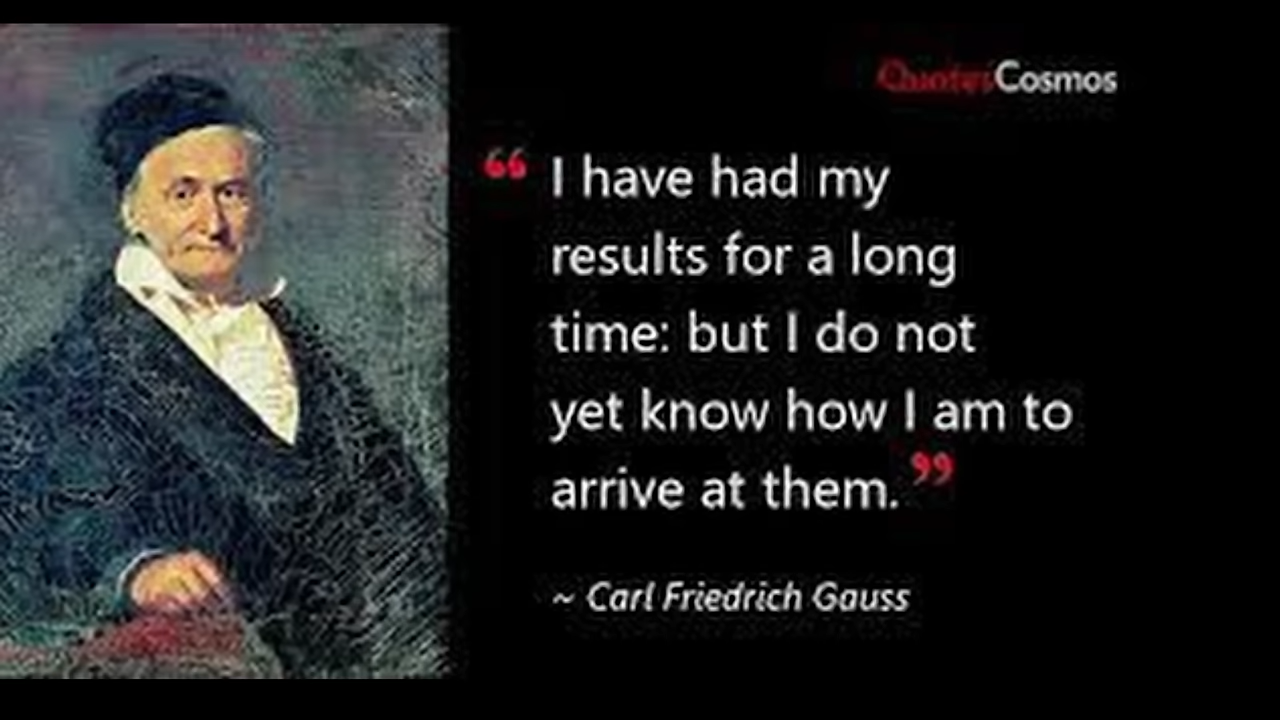 QuotesCosmos
“ I have had my
results for a long
time: but I do not
yet know how I am to
arrive at them. ”
~ Carl Friedrich Gauss